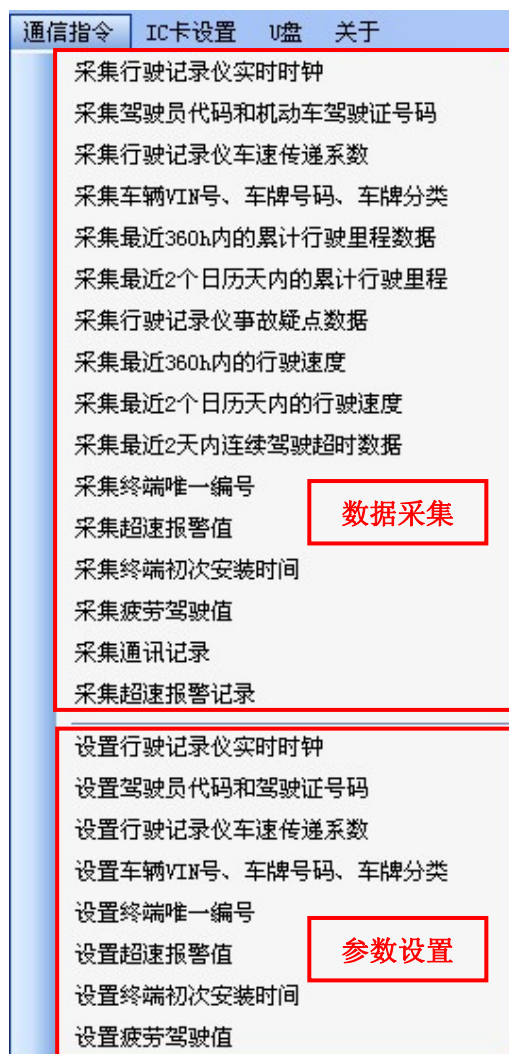 通信指令 IC卡设置 U盘 关于
采集行驶记录仪实时时钟
采集驾驶员代码和机动车驾驶证号码
采集行驶记录仪车速传递系数
采集车辆VIN号、车牌号码、车牌分类
采集最近360h内的累计行驶里程数据
采集最近2个日历天内的累计行驶里程
采集行驶记录仪事故疑点数据
采集最近360h内的行驶速度
采集最近2个日历天内的行驶速度
采集最近2天内连续驾驶超时数据
采集终端唯一编号
数据采集
采集超速报警值
采集终端初次安装时间
采集疲劳驾驶值
采集通讯记录
采集超速报警记录
设置行驶记录仪实时时钟
设置驾驶员代码和驾驶证号码
设置行驶记录仪车速传递系数
设置车辆VIN号、车牌号码、车牌分类
设置终端唯一编号
设置超速报警值
参数设置
设置终端初次安装时间
设置疲劳驾驶值